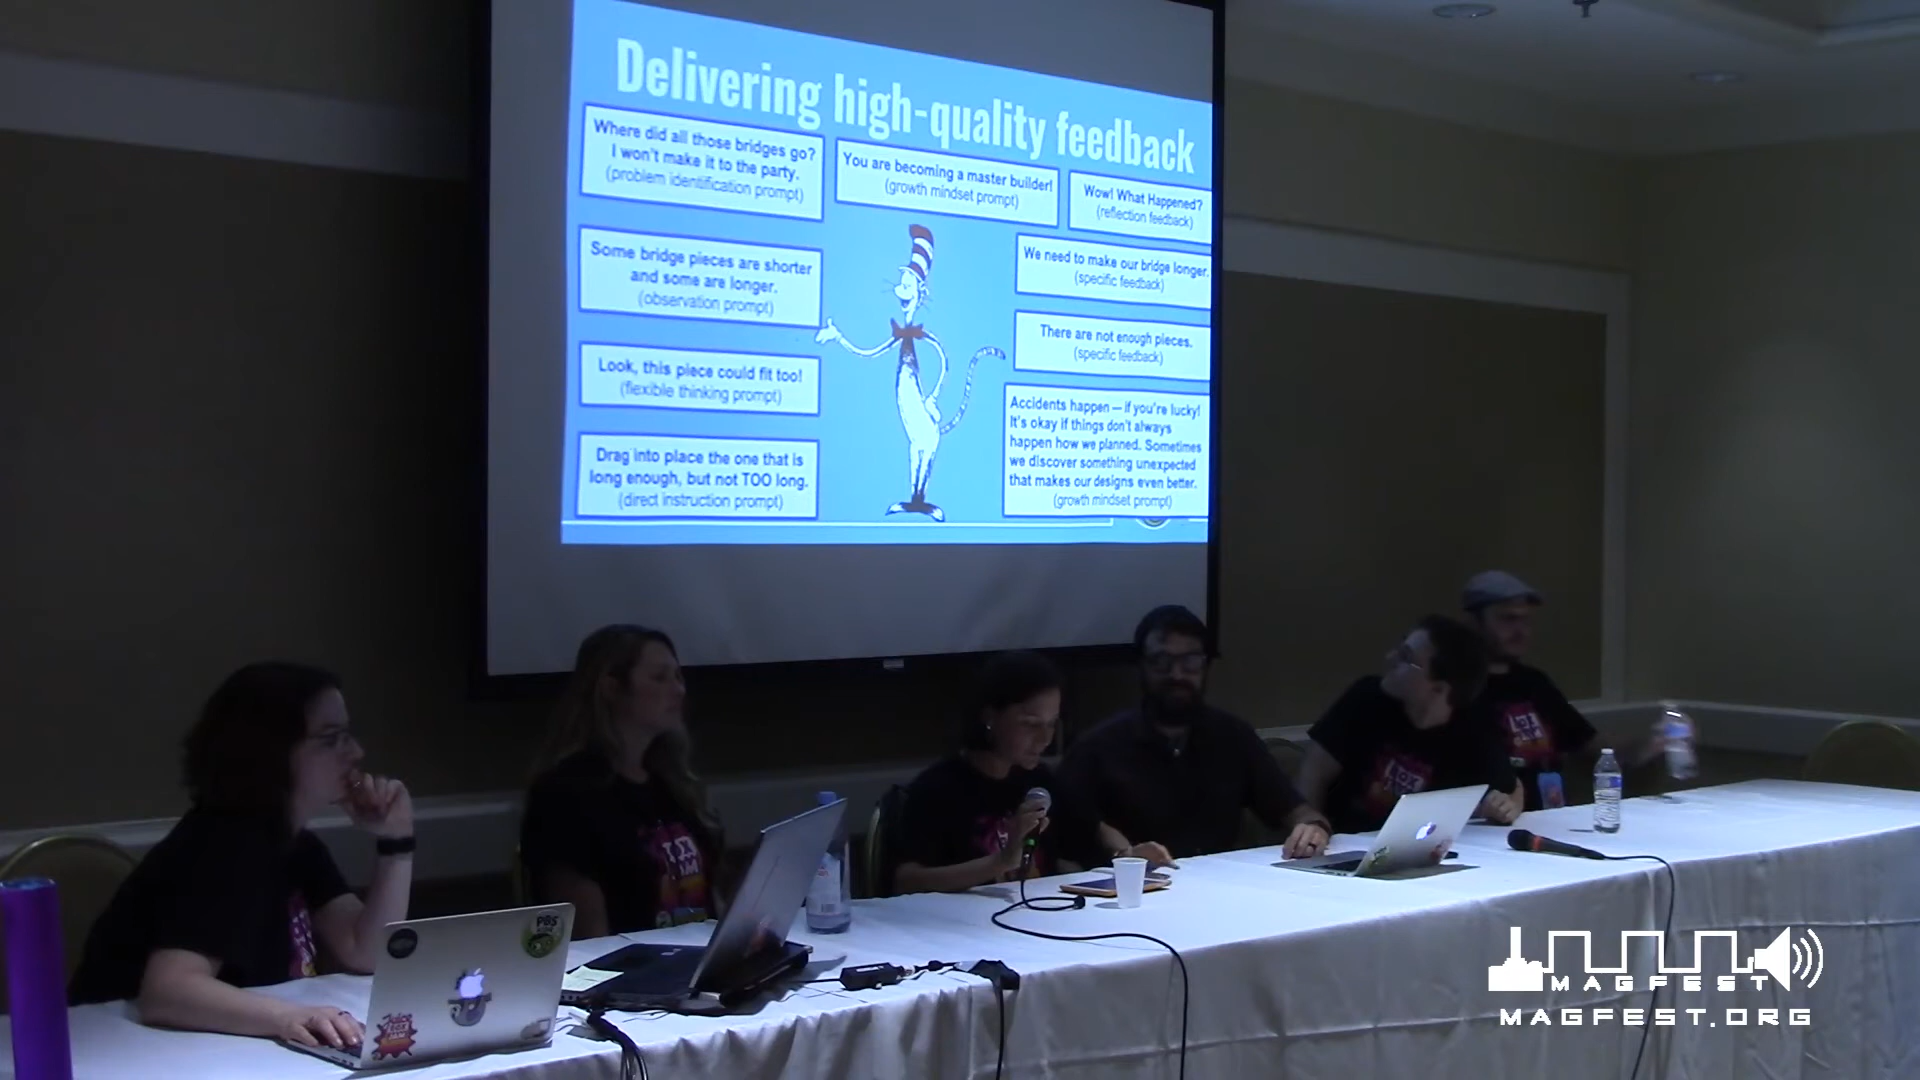 Delivering high-quality feedback
Where did all those bridges go?
I won't make it to the party.
(problem identification prompt)
You are becoming a master builder!
(growth mindset prompt)
Wow! What Happened?
(reflection feedback)
Some bridge pieces are shorter
and some are longer.
(observation prompt)
We need to make our bridge longer.
(specific feedback)
There are not enough pieces.
(specific feedback)
Look, this piece could fit too!
(flexible thinking prompt)
Drag into place the one that is
long enough, but not TOO long.
(direct instruction prompt)
Accidents happen — if you're lucky!
It's okay if things don't always
happen how we planned. Sometimes
we discover something unexpected
that makes our designs even better.
(growth mindset prompt)
PBS
Juice
BOX
JAM
MAGFEST
MAGFEST.ORG